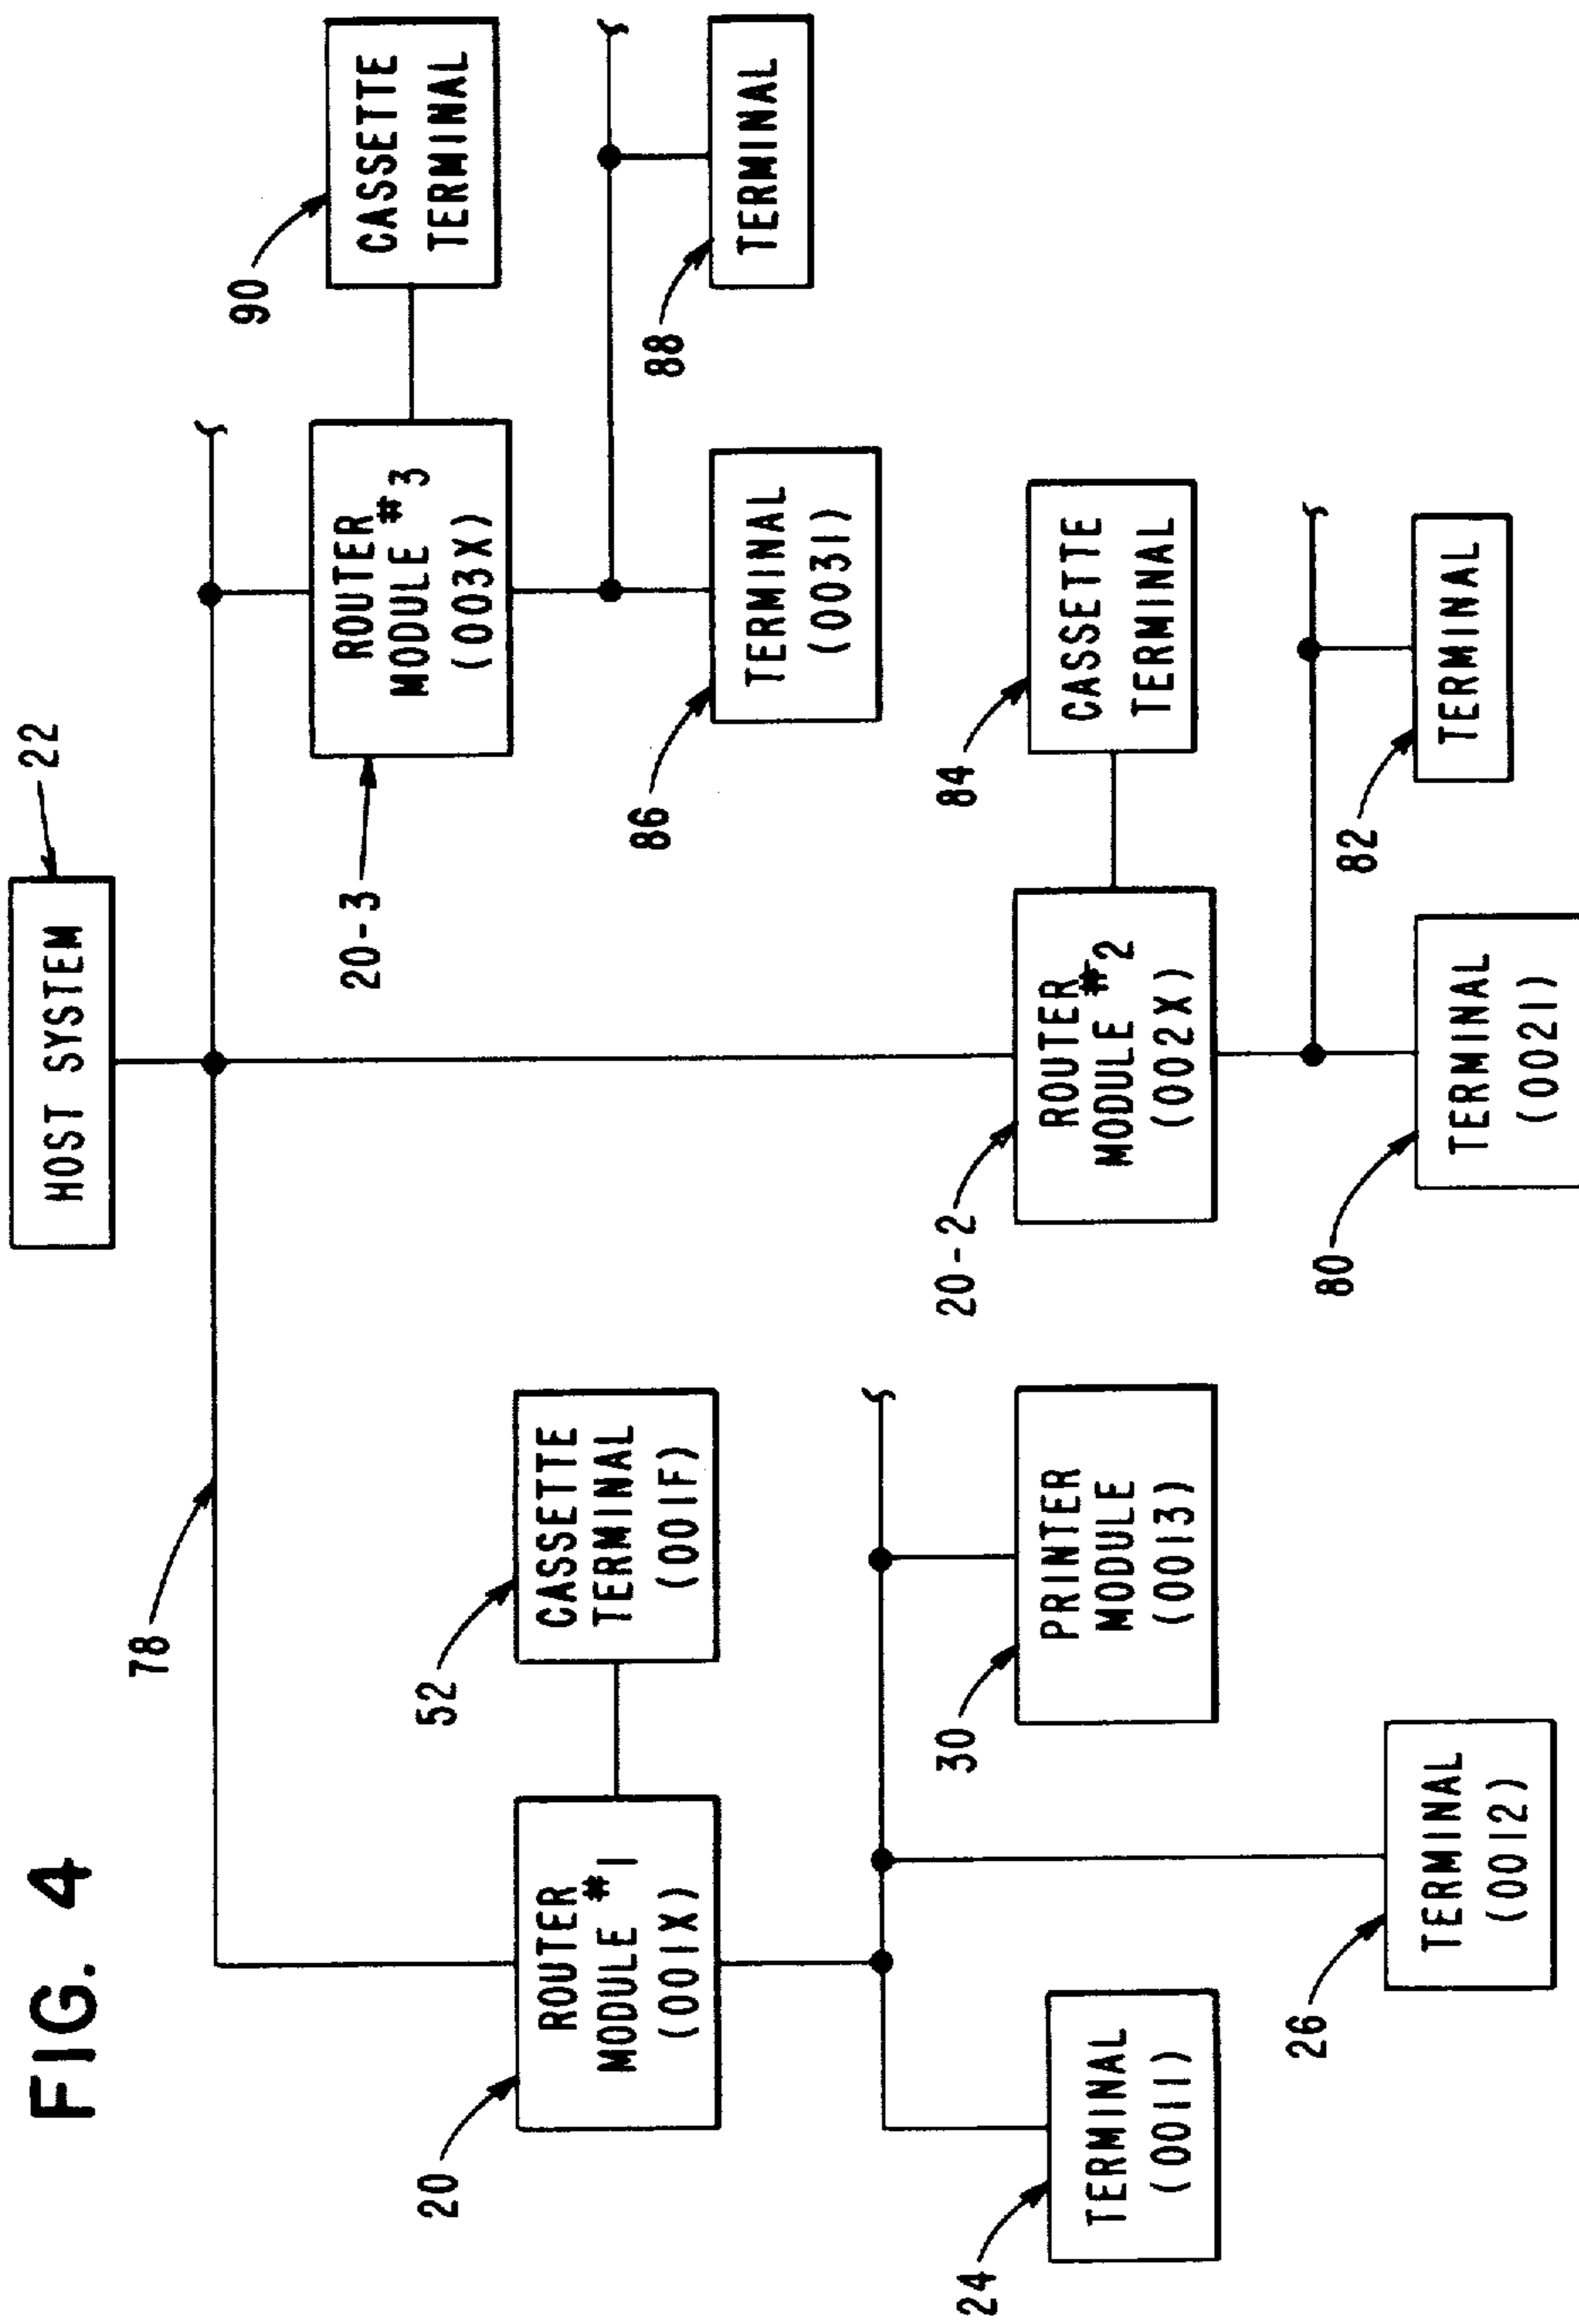 FIG. 4
HOST SYSTEM
22
78
20
ROUTER
MODULE #1
(001X)
52
CASSETTE
TERMINAL
(001F)
24
TERMINAL
(0011)
26
TERMINAL
(0012)
30
PRINTER
MODULE
(0013)
20-2
ROUTER
MODULE #2
(002X)
84
CASSETTE
TERMINAL
80
TERMINAL
(0021)
82
TERMINAL
20-3
ROUTER
MODULE #3
(003X)
90
CASSETTE
TERMINAL
86
TERMINAL
(0031)
88
TERMINAL